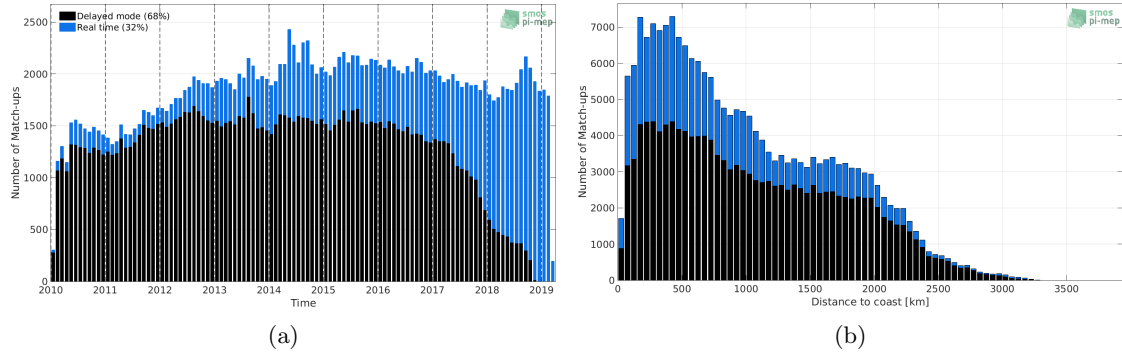 Delayed mode (68%)
Real time (32%)
smos
pi-mep
2500
2000
1500
1000
500
0
Number of Match-ups
2010 2011 2012 2013 2014 2015 2016 2017 2018 2019
Time
(a)
smos
pi-mep
7000
6000
5000
4000
3000
2000
1000
0
Number of Match-ups
0 500 1000 1500 2000 2500 3000 3500
Distance to coast [km]
(b)